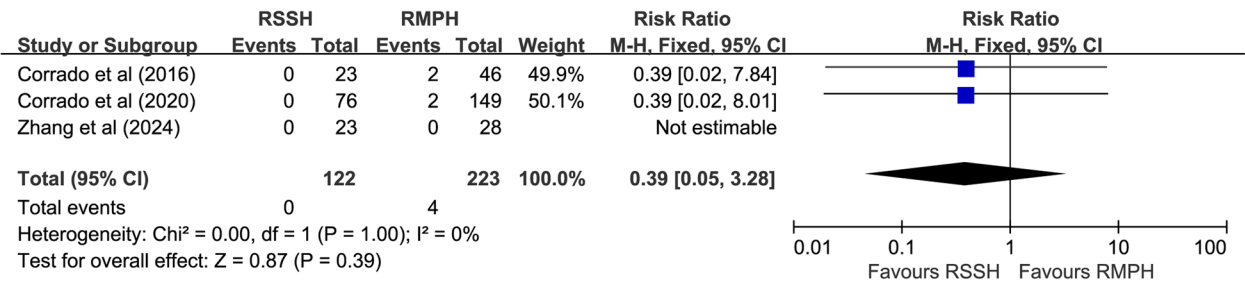 RSSH RMPH Risk Ratio Risk Ratio
Study or Subgroup Events Total Events Total Weight M-H, Fixed, 95% CI M-H, Fixed, 95% CI
Corrado et al (2016) 0 23 2 46 49.9% 0.39 [0.02, 7.84]
Corrado et al (2020) 0 76 2 149 50.1% 0.39 [0.02, 8.01]
Zhang et al (2024) 0 23 0 28 Not estimable
Total (95% CI) 122 223 100.0% 0.39 [0.05, 3.28]
Total events 0 4
Heterogeneity: Chi² = 0.00, df = 1 (P = 1.00); I² = 0%
Test for overall effect: Z = 0.87 (P = 0.39)
0.01 0.1 1 10 100
Favours RSSH Favours RMPH